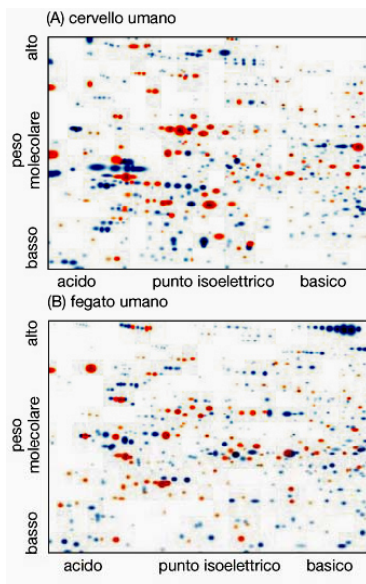 (A) cervello umano
alto
peso
molecolare
basso
acido punto isoelettrico basico
(B) fegato umano
alto
peso
molecolare
basso
acido punto isoelettrico basico